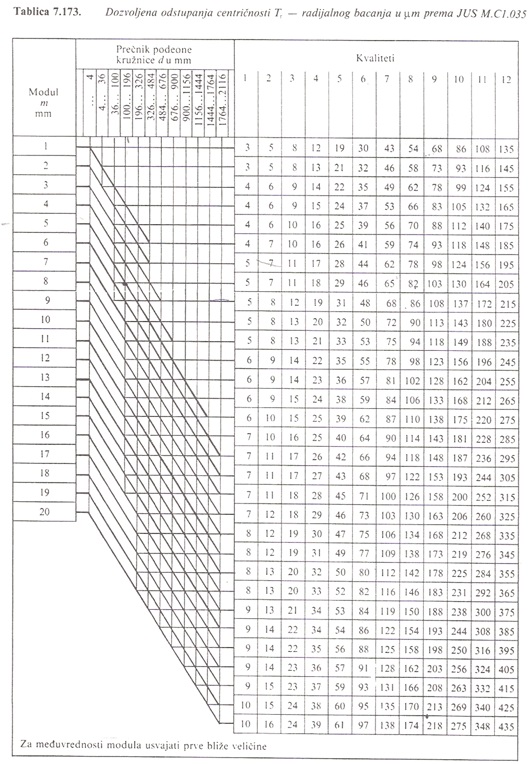 Tablica 7.173. Dozvoljena odstupanja centričnosti T, — radijalnog bacanja u μm prema JUS M.C1.035
Modul m mm
Prečnik podeone kružnice d u mm
... 4
4... 36
36... 100
100... 196
196... 326
326... 484
484... 676
676...900
900...1156
1156...1444
1444...1764
1764...2116
Kvaliteti
1 2 3 4 5 6 7 8 9 10 11 12
1 3 5 8 12 19 30 43 54 68 86 108 135
2 3 5 8 13 21 32 46 58 73 93 116 145
3 4 6 9 14 22 35 49 62 78 99 124 155
4 4 6 9 15 24 37 53 66 83 105 132 165
5 4 6 10 16 25 39 56 70 88 112 140 175
6 4 7 10 16 26 41 59 74 93 118 148 185
7 5 7 11 17 28 44 62 78 98 124 156 195
8 5 7 11 18 29 46 65 82 103 130 164 205
9 5 8 12 19 31 48 68 86 108 137 172 215
10 5 8 13 20 32 50 72 90 113 143 180 225
11 5 8 13 21 33 53 75 94 118 149 188 235
12 6 9 14 22 35 55 78 98 123 156 196 245
13 6 9 14 23 36 57 81 102 128 162 204 255
14 6 9 15 24 38 59 84 106 133 168 212 265
15 6 10 15 25 39 62 87 110 138 175 220 275
16 7 10 16 25 40 64 90 114 143 181 228 285
17 7 11 17 26 42 66 94 118 148 187 236 295
18 7 11 17 27 43 68 97 122 153 193 244 305
19 7 11 18 28 45 71 100 126 158 200 252 315
20 7 12 18 29 46 73 103 130 163 206 260 325
8 12 19 30 47 75 106 134 168 212 268 335
8 12 19 31 49 77 109 138 173 219 276 345
8 13 20 32 50 80 112 142 178 225 284 355
8 13 20 33 52 82 116 146 183 231 292 365
9 13 21 34 53 84 119 150 188 238 300 375
9 14 22 34 54 86 122 154 193 244 308 385
9 14 22 35 56 88 125 158 198 250 316 395
9 14 23 36 57 91 128 162 203 256 324 405
9 15 23 37 59 93 131 166 208 263 332 415
10 15 24 38 60 95 135 170 213 269 340 425
10 16 24 39 61 97 138 174 218 275 348 435
Za međuvrednosti modula usvajati prve bliže veličine